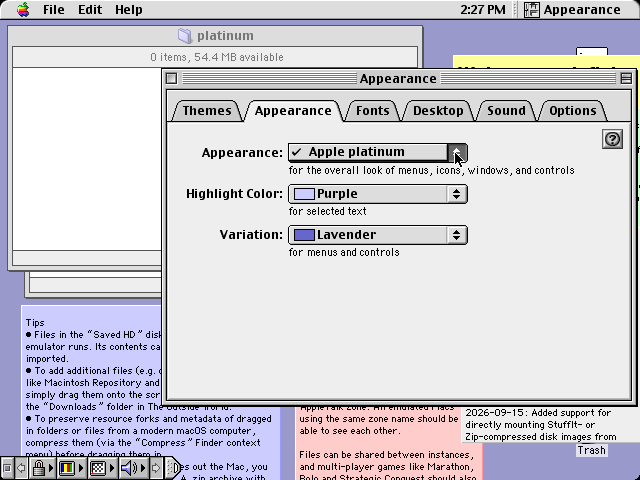 File Edit Help 2:27 PM Appearance
platinum
0 items, 54.4 MB available
Appearance
Themes Appearance Fonts Desktop Sound Options
Appearance: ✓ Apple platinum
for the overall look of menus, icons, windows, and controls
Highlight Color: Purple
for selected text
Variation: Lavender
for menus and controls
Tips
● Files in the “Saved HD” disk
emulator runs. Its contents ca
imported.
● To add additional files (e.g. d
like Macintosh Repository and
simply drag them onto the scr
the “Downloads” folder in The Outside World.
● To preserve resource forks and metadata of dragged
in folders or files from a modern macOS computer,
compress them (via the “Compress” Finder context
menu) before dragging them in
es out the Mac, you
A .zip archive with
using the same zone name should be
able to see each other.
Files can be shared between instances,
and multi-player games like Marathon,
Bolo and Strategic Conquest should also
2026-09-15: Added support for
directly mounting StuffIt- or
Zip-compressed disk images from
Trash